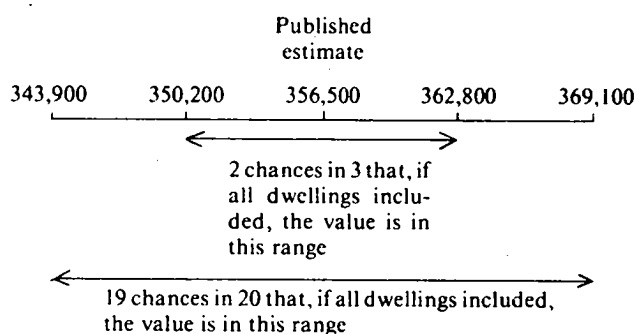 Published
estimate
343,900 350,200 356,500 362,800 369,100
2 chances in 3 that, if
all dwellings inclu-
ded, the value is in
this range
19 chances in 20 that, if all dwellings included,
the value is in this range